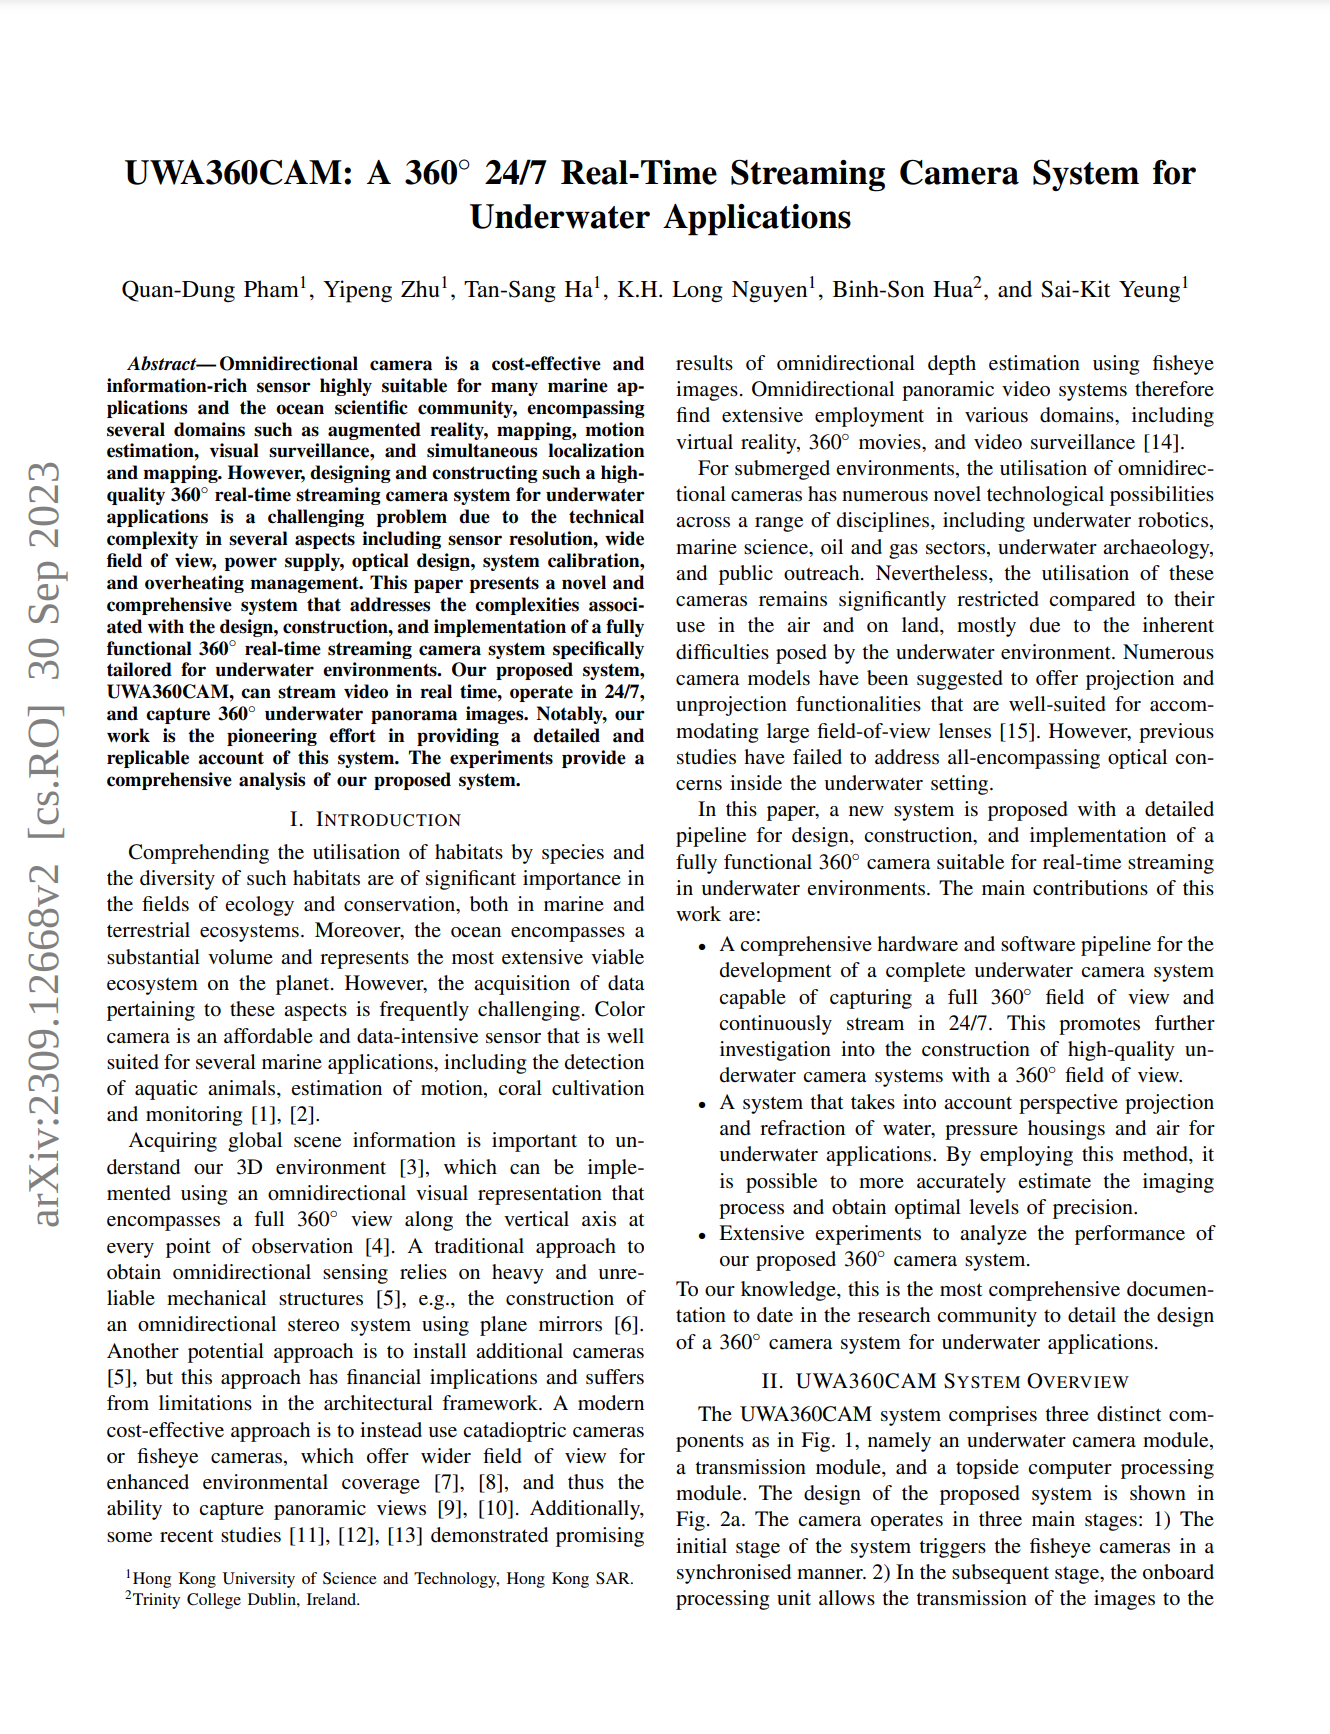 UWA360CAM: A 360° 24/7 Real-Time Streaming Camera System for
Underwater Applications
Quan-Dung Pham¹, Yipeng Zhu¹, Tan-Sang Ha¹, K.H. Long Nguyen¹, Binh-Son Hua², and Sai-Kit Yeung¹
Abstract— Omnidirectional camera is a cost-effective and
information-rich sensor highly suitable for many marine ap-
plications and the ocean scientific community, encompassing
several domains such as augmented reality, mapping, motion
estimation, visual surveillance, and simultaneous localization
and mapping. However, designing and constructing such a high-
quality 360° real-time streaming camera system for underwater
applications is a challenging problem due to the technical
complexity in several aspects including sensor resolution, wide
field of view, power supply, optical design, system calibration,
and overheating management. This paper presents a novel and
comprehensive system that addresses the complexities associ-
ated with the design, construction, and implementation of a fully
functional 360° real-time streaming camera system specifically
tailored for underwater environments. Our proposed system,
UWA360CAM, can stream video in real time, operate in 24/7,
and capture 360° underwater panorama images. Notably, our
work is the pioneering effort in providing a detailed and
replicable account of this system. The experiments provide a
comprehensive analysis of our proposed system.
I. INTRODUCTION
Comprehending the utilisation of habitats by species and
the diversity of such habitats are of significant importance in
the fields of ecology and conservation, both in marine and
terrestrial ecosystems. Moreover, the ocean encompasses a
substantial volume and represents the most extensive viable
ecosystem on the planet. However, the acquisition of data
pertaining to these aspects is frequently challenging. Color
camera is an affordable and data-intensive sensor that is well
suited for several marine applications, including the detection
of aquatic animals, estimation of motion, coral cultivation
and monitoring [1], [2].
Acquiring global scene information is important to un-
derstand our 3D environment [3], which can be imple-
mented using an omnidirectional visual representation that
encompasses a full 360° view along the vertical axis at
every point of observation [4]. A traditional approach to
obtain omnidirectional sensing relies on heavy and unre-
liable mechanical structures [5], e.g., the construction of
an omnidirectional stereo system using plane mirrors [6].
Another potential approach is to install additional cameras
[5], but this approach has financial implications and suffers
from limitations in the architectural framework. A modern
cost-effective approach is to instead use catadioptric cameras
or fisheye cameras, which offer wider field of view for
enhanced environmental coverage [7], [8], and thus the
ability to capture panoramic views [9], [10]. Additionally,
some recent studies [11], [12], [13] demonstrated promising
¹Hong Kong University of Science and Technology, Hong Kong SAR.
²Trinity College Dublin, Ireland.
results of omnidirectional depth estimation using fisheye
images. Omnidirectional panoramic video systems therefore
find extensive employment in various domains, including
virtual reality, 360° movies, and video surveillance [14].
For submerged environments, the utilisation of omnidirec-
tional cameras has numerous novel technological possibilities
across a range of disciplines, including underwater robotics,
marine science, oil and gas sectors, underwater archaeology,
and public outreach. Nevertheless, the utilisation of these
cameras remains significantly restricted compared to their
use in the air and on land, mostly due to the inherent
difficulties posed by the underwater environment. Numerous
camera models have been suggested to offer projection and
unprojection functionalities that are well-suited for accom-
modating large field-of-view lenses [15]. However, previous
studies have failed to address all-encompassing optical con-
cerns inside the underwater setting.
In this paper, a new system is proposed with a detailed
pipeline for design, construction, and implementation of a
fully functional 360° camera suitable for real-time streaming
in underwater environments. The main contributions of this
work are:
• A comprehensive hardware and software pipeline for the
development of a complete underwater camera system
capable of capturing a full 360° field of view and
continuously stream in 24/7. This promotes further
investigation into the construction of high-quality un-
derwater camera systems with a 360° field of view.
• A system that takes into account perspective projection
and refraction of water, pressure housings and air for
underwater applications. By employing this method, it
is possible to more accurately estimate the imaging
process and obtain optimal levels of precision.
• Extensive experiments to analyze the performance of
our proposed 360° camera system.
To our knowledge, this is the most comprehensive documen-
tation to date in the research community to detail the design
of a 360° camera system for underwater applications.
II. UWA360CAM SYSTEM OVERVIEW
The UWA360CAM system comprises three distinct com-
ponents as in Fig. 1, namely an underwater camera module,
a transmission module, and a topside computer processing
module. The design of the proposed system is shown in
Fig. 2a. The camera operates in three main stages: 1) The
initial stage of the system triggers the fisheye cameras in a
synchronised manner. 2) In the subsequent stage, the onboard
processing unit allows the transmission of the images to the
arXiv:2309.12668v2 [cs.RO] 30 Sep 2023